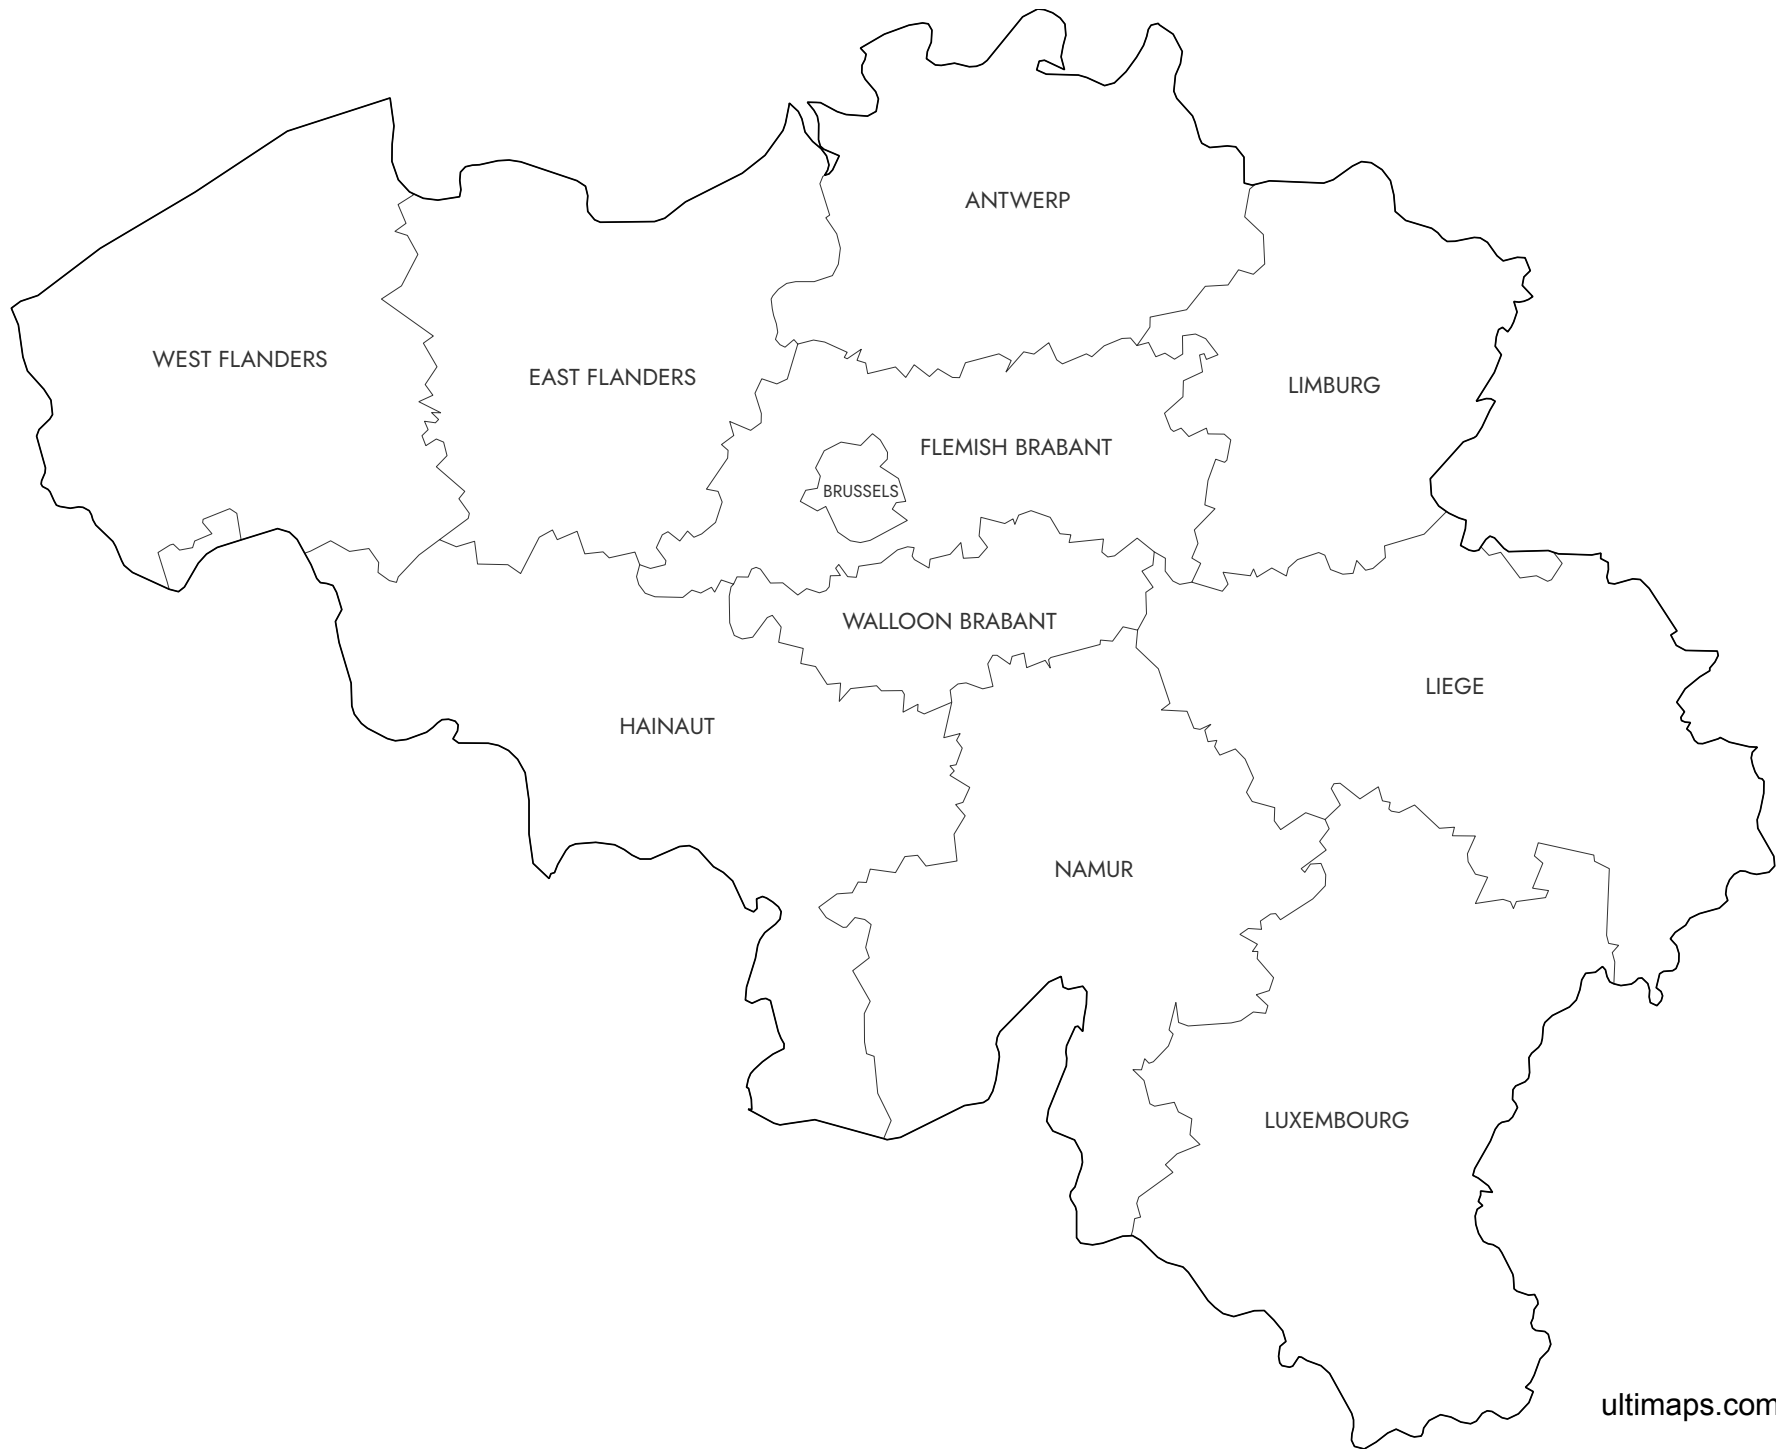 ANTWERP
WEST FLANDERS
EAST FLANDERS
LIMBURG
FLEMISH BRABANT
BRUSSELS
WALLOON BRABANT
LIEGE
HAINAUT
NAMUR
LUXEMBOURG
ultimaps.com